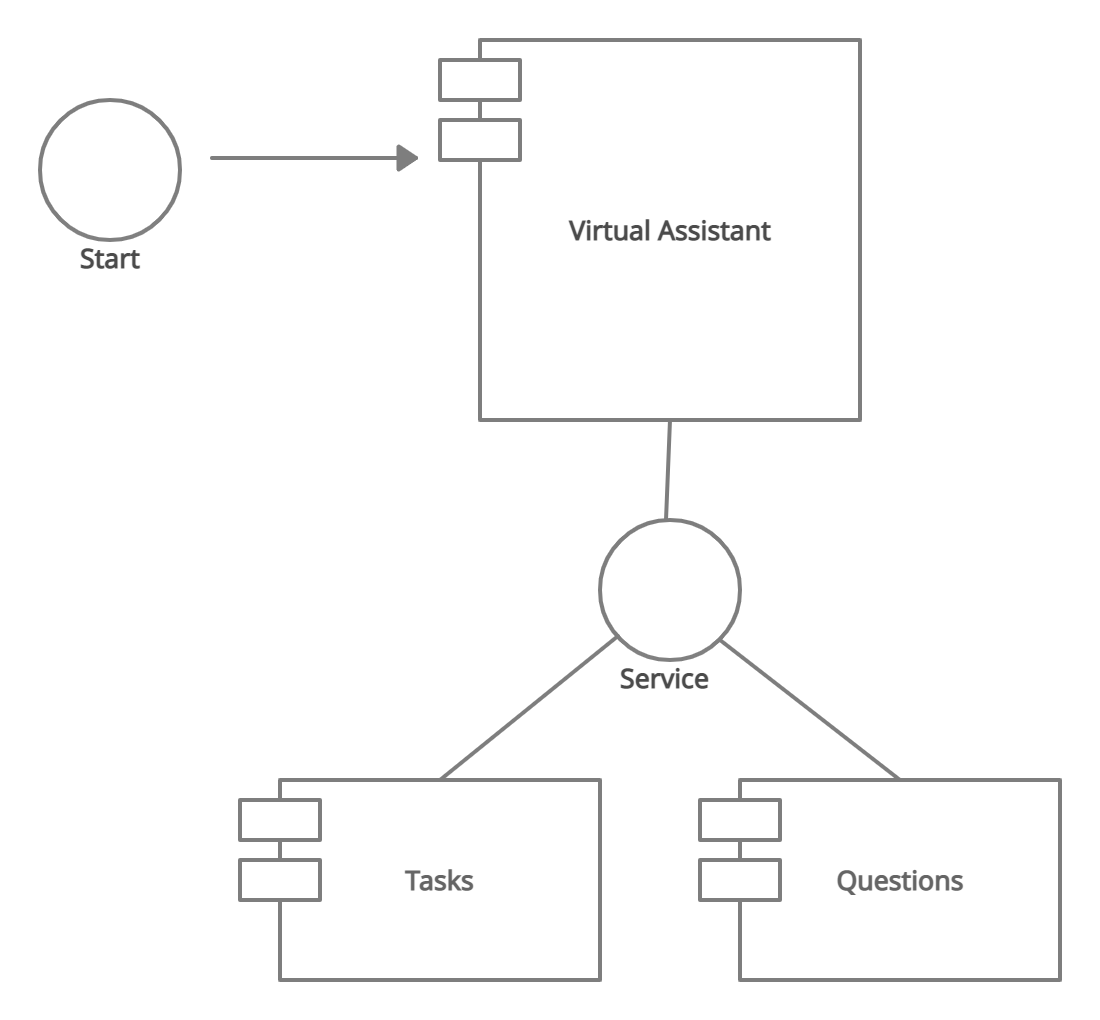 Virtual Assistant
Start
Service
Tasks
Questions